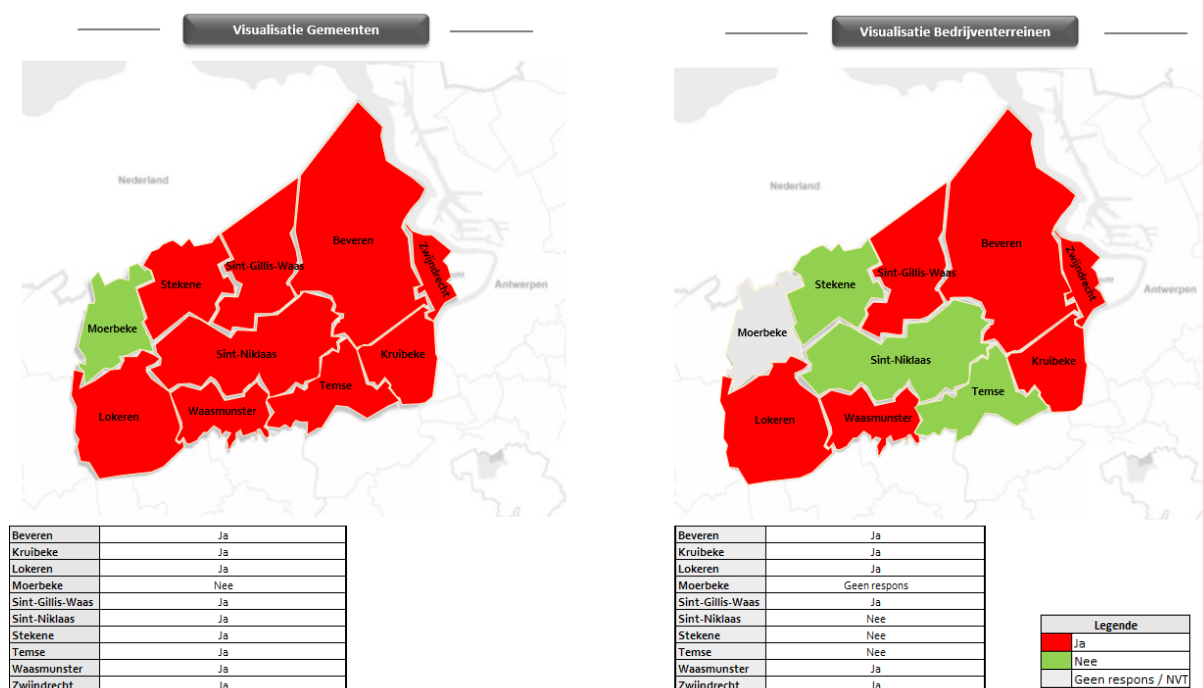 Visualisatie Gemeenten
Nederland
Beveren
Zwijndrecht
Sint-Gillis-Waas
Stekene
Antwerpen
Moerbeke
Sint-Niklaas
Kruibeke
Temse
Waasmunster
Lokeren
Beveren Ja
Kruibeke Ja
Lokeren Ja
Moerbeke Nee
Sint-Gillis-Waas Ja
Sint-Niklaas Ja
Stekene Ja
Temse Ja
Waasmunster Ja
Zwijndrecht Ja
Visualisatie Bedrijventerreinen
Nederland
Beveren
Zwijndrecht
Sint-Gillis-Waas
Stekene
Antwerpen
Moerbeke
Sint-Niklaas
Kruibeke
Temse
Waasmunster
Lokeren
Beveren Ja
Kruibeke Ja
Lokeren Ja
Moerbeke Geen respons
Sint-Gillis-Waas Ja
Sint-Niklaas Nee
Stekene Nee
Temse Nee
Waasmunster Ja
Zwijndrecht Ja
Legende
Ja
Nee
Geen respons / NVT